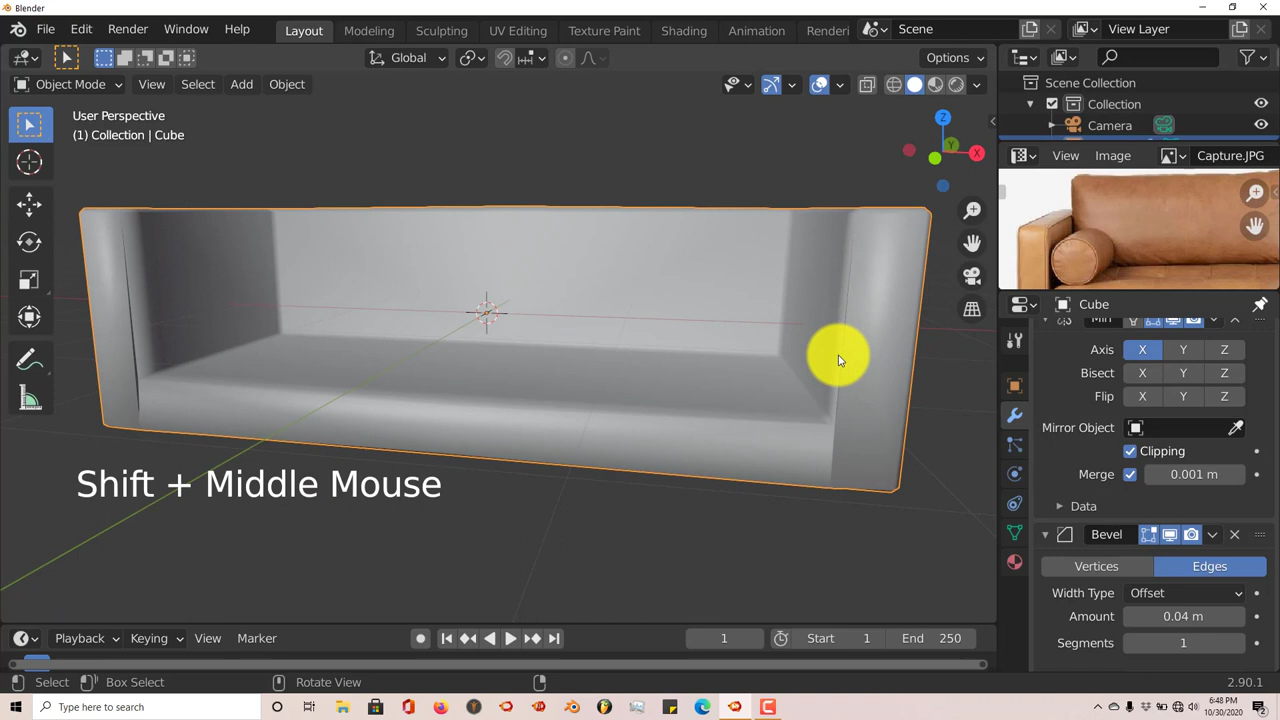 Blender
File Edit Render Window Help Layout Modeling Sculpting UV Editing Texture Paint Shading Animation Renderi Scene View Layer
Global Options
Object Mode View Select Add Object
Scene Collection
Collection
Camera
User Perspective
(1) Collection | Cube
Z
Y
X
View Image Capture.JPG
Cube
Axis X Y Z
Bisect X Y Z
Flip X Y Z
Mirror Object
Clipping
Merge 0.001 m
Data
Shift + Middle Mouse
Bevel
Vertices Edges
Width Type Offset
Amount 0.04 m
Segments 1
Playback Keying View Marker 1 Start 1 End 250
Select Box Select Rotate View 2.90.1
Type here to search
6:48 PM
10/30/2020